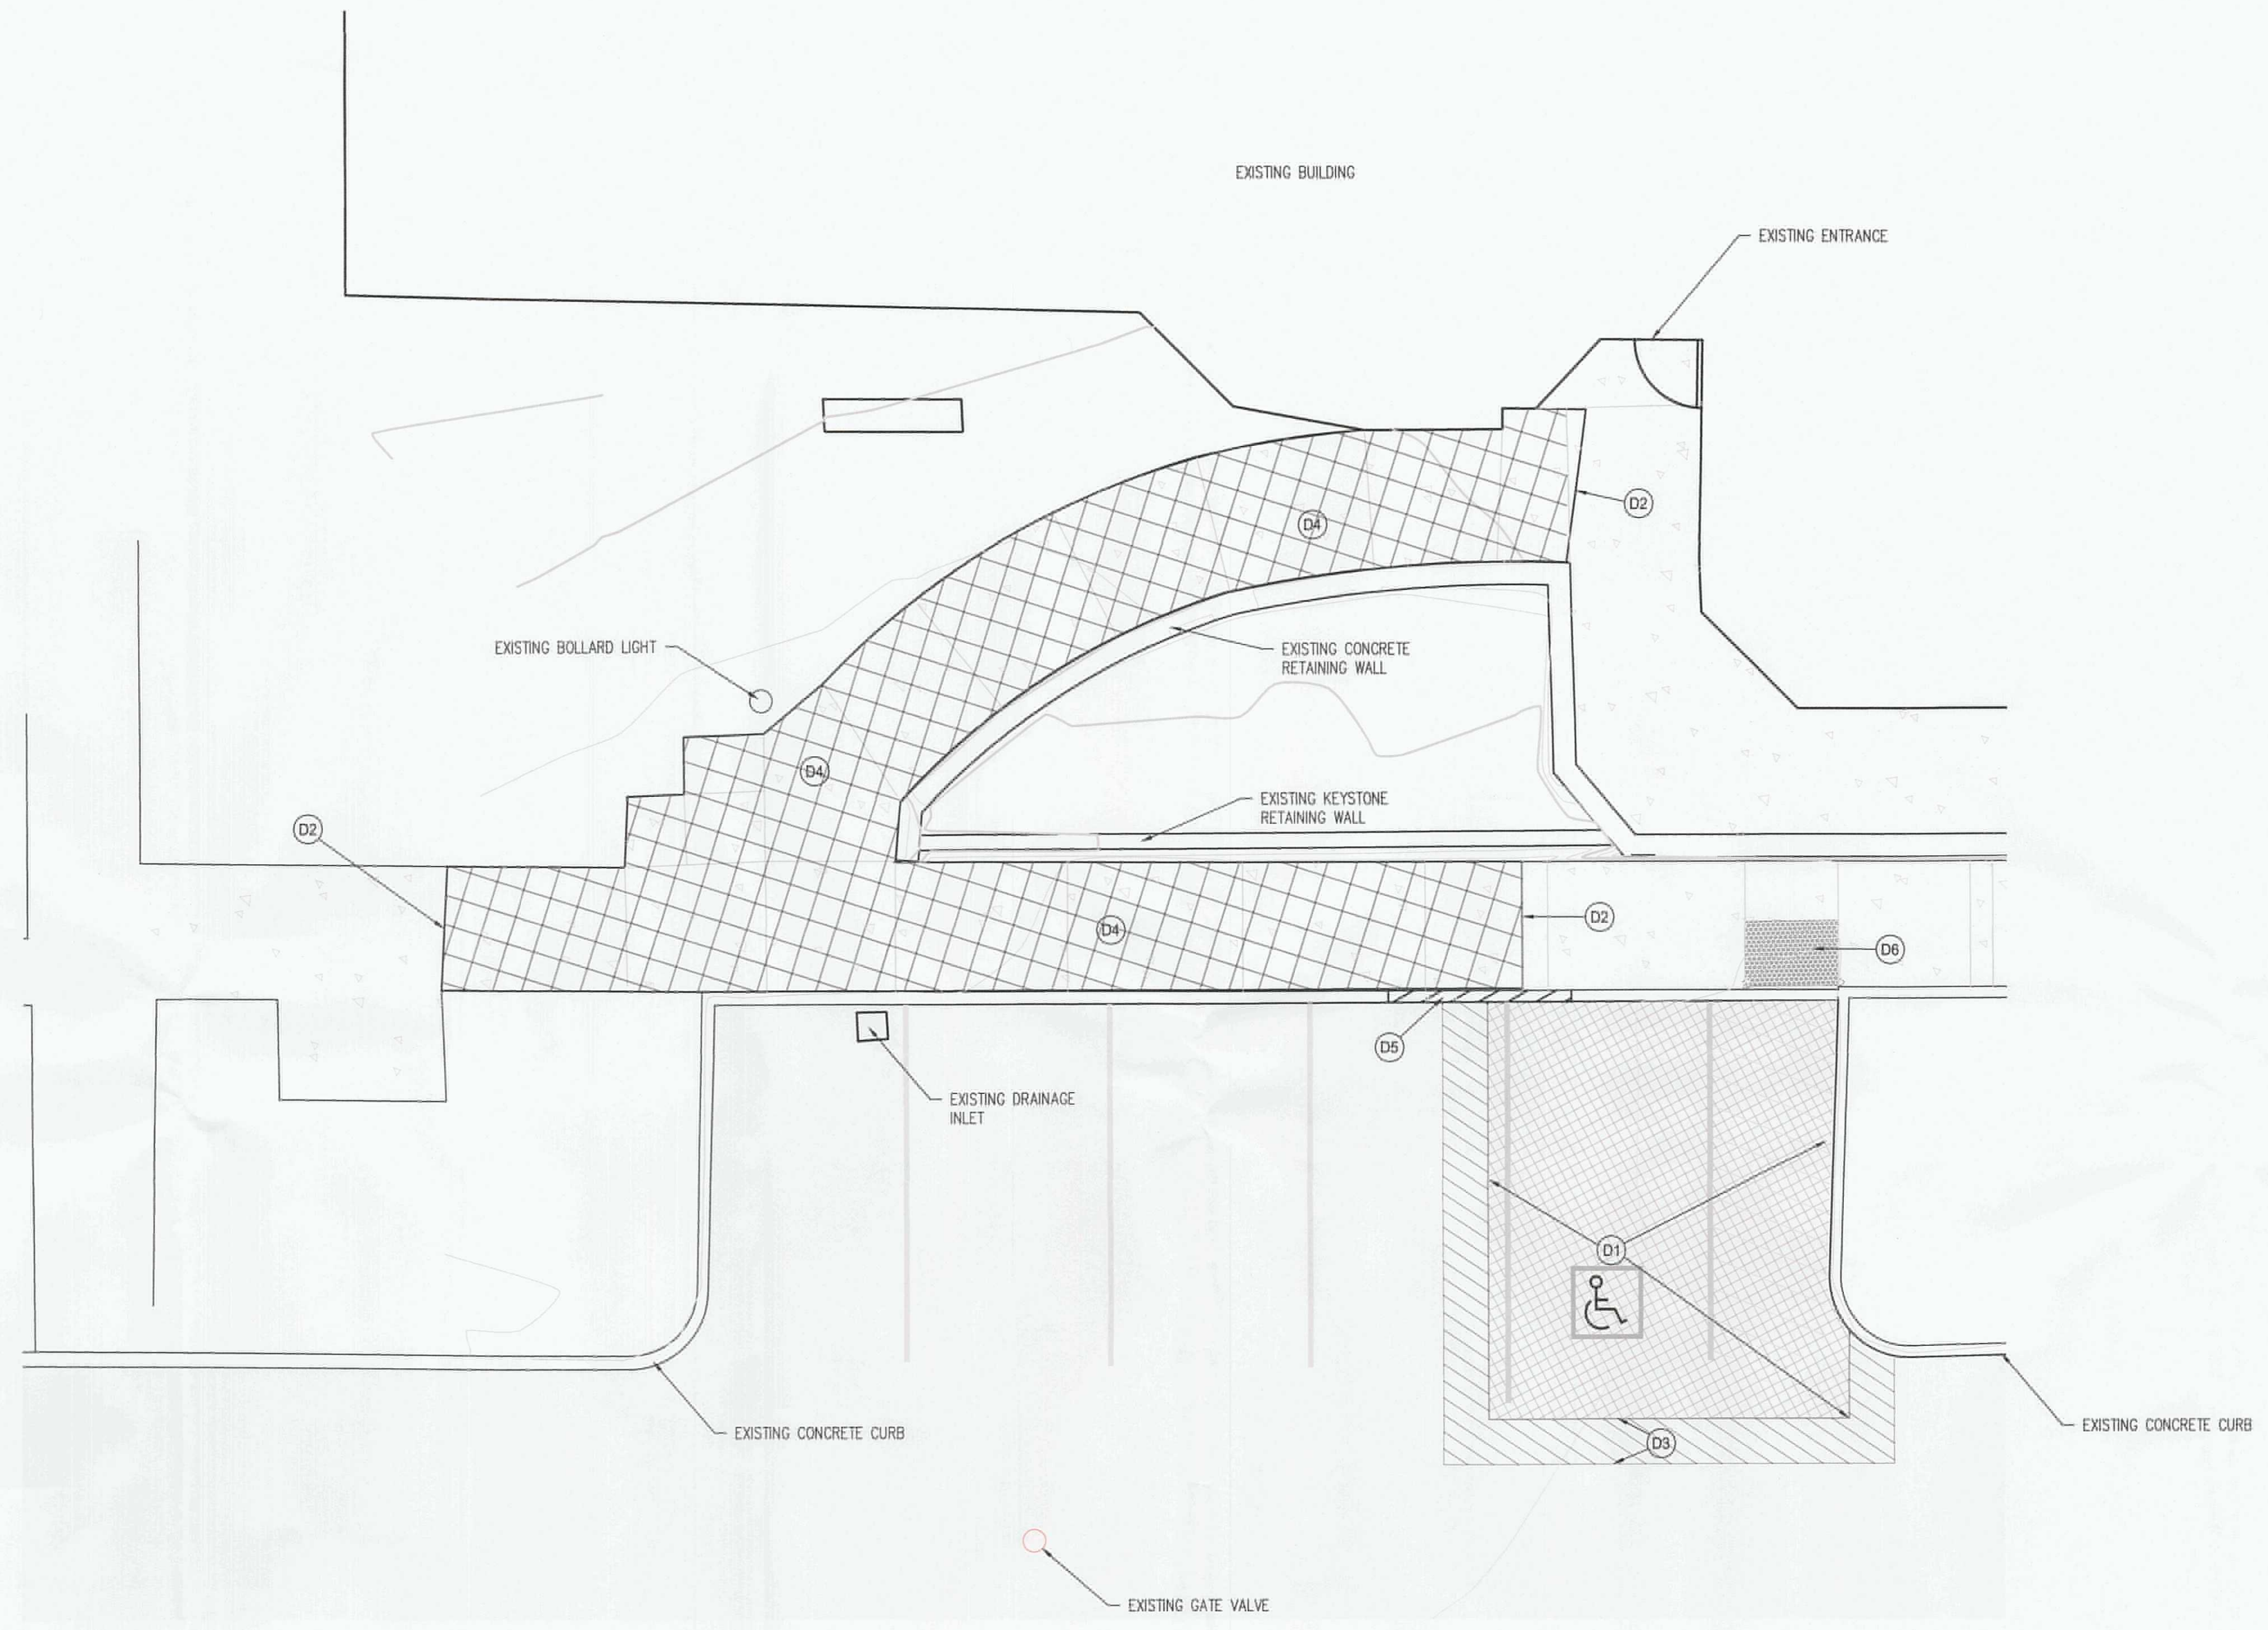 EXISTING BUILDING
EXISTING ENTRANCE
D2
D4
EXISTING BOLLARD LIGHT
EXISTING CONCRETE
RETAINING WALL
D4
EXISTING KEYSTONE
RETAINING WALL
D2
D2
D4
D6
D5
EXISTING DRAINAGE
INLET
D1
EXISTING CONCRETE CURB
D3
EXISTING CONCRETE CURB
EXISTING GATE VALVE